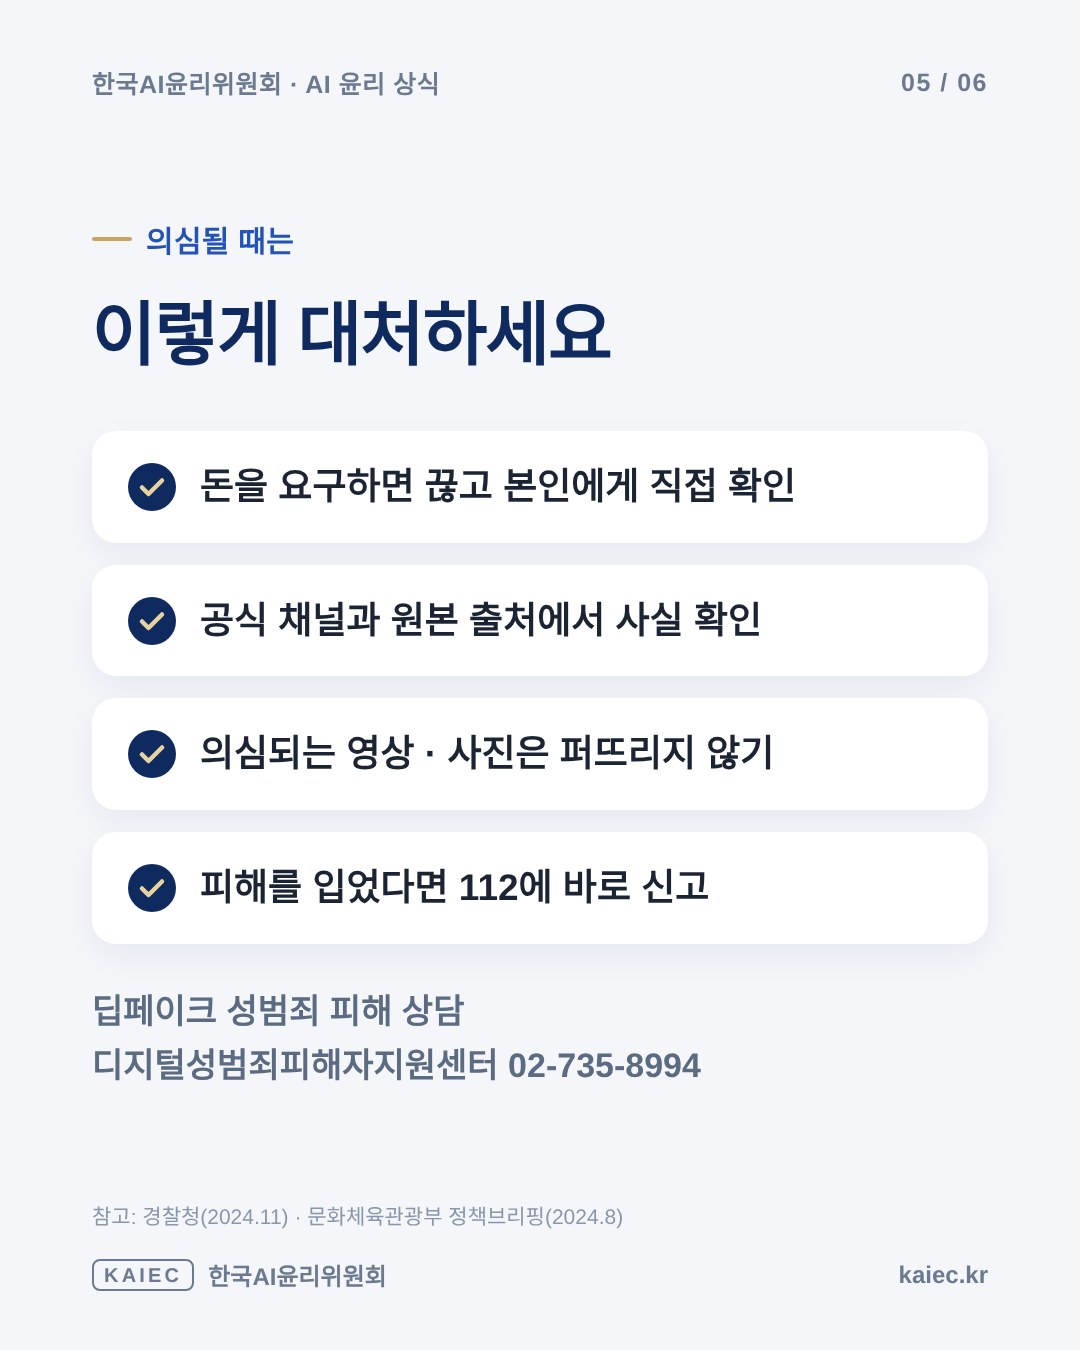 한국AI윤리위원회 · AI 윤리 상식
05 / 06
의심될 때는
이렇게 대처하세요
돈을 요구하면 끊고 본인에게 직접 확인
공식 채널과 원본 출처에서 사실 확인
의심되는 영상 · 사진은 퍼뜨리지 않기
피해를 입었다면 112에 바로 신고
딥페이크 성범죄 피해 상담
디지털성범죄피해자지원센터 02-735-8994
참고: 경찰청(2024.11) · 문화체육관광부 정책브리핑(2024.8)
KAIEC 한국AI윤리위원회
kaiec.kr